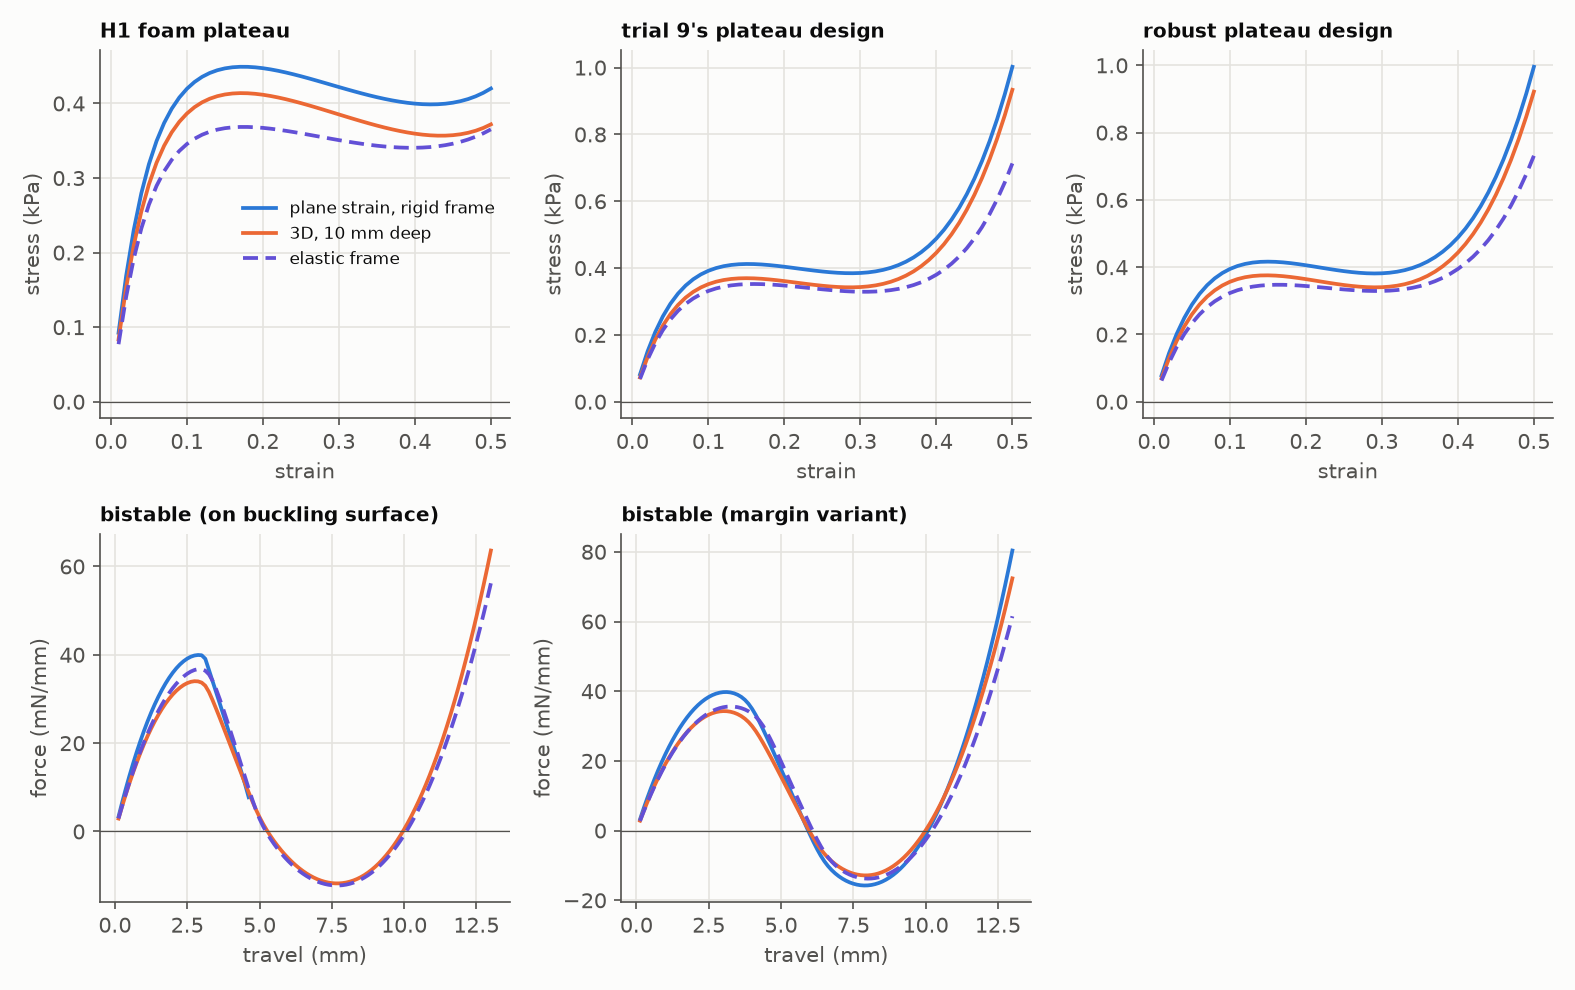 H1 foam plateau
stress (kPa)
0.4
0.3
0.2
0.1
0.0
plane strain, rigid frame
3D, 10 mm deep
elastic frame
0.0 0.1 0.2 0.3 0.4 0.5
strain
trial 9's plateau design
stress (kPa)
1.0
0.8
0.6
0.4
0.2
0.0
0.0 0.1 0.2 0.3 0.4 0.5
strain
robust plateau design
stress (kPa)
1.0
0.8
0.6
0.4
0.2
0.0
0.0 0.1 0.2 0.3 0.4 0.5
strain
bistable (on buckling surface)
force (mN/mm)
60
40
20
0
0.0 2.5 5.0 7.5 10.0 12.5
travel (mm)
bistable (margin variant)
force (mN/mm)
80
60
40
20
0
−20
0.0 2.5 5.0 7.5 10.0 12.5
travel (mm)